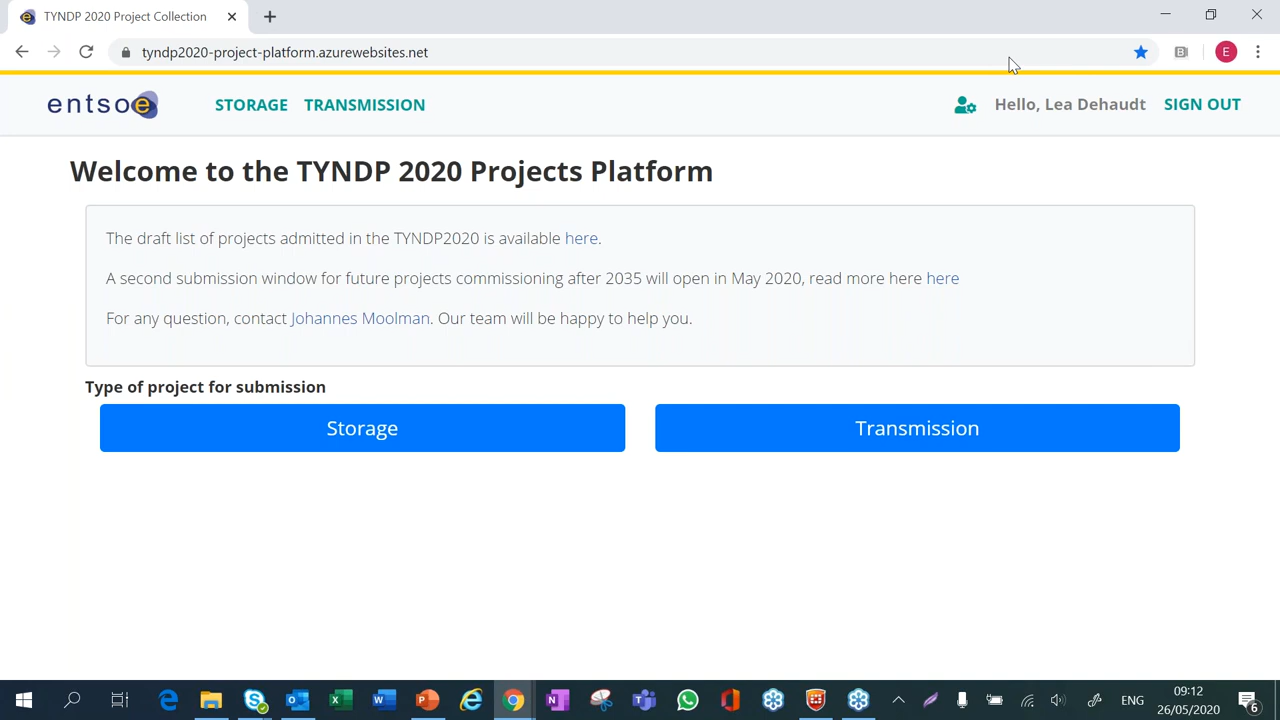 TYNDP 2020 Project Collection
tyndp2020-project-platform.azurewebsites.net
E
entsoe
STORAGE
TRANSMISSION
Hello, Lea Dehaudt
SIGN OUT
Welcome to the TYNDP 2020 Projects Platform
The draft list of projects admitted in the TYNDP2020 is available here.
A second submission window for future projects commissioning after 2035 will open in May 2020, read more here here
For any question, contact Johannes Moolman. Our team will be happy to help you.
Type of project for submission
Storage
Transmission
ENG
09:12
26/05/2020
6